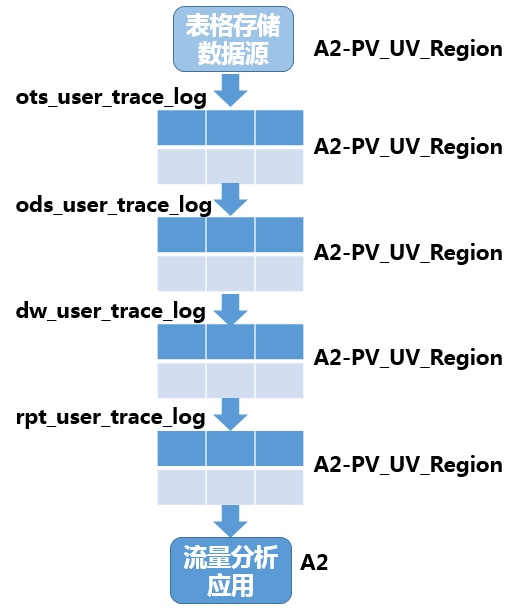 表格存储
数据源
A2-PV_UV_Region
ots_user_trace_log
A2-PV_UV_Region
ods_user_trace_log
A2-PV_UV_Region
dw_user_trace_log
A2-PV_UV_Region
rpt_user_trace_log
A2-PV_UV_Region
流量分析
应用
A2